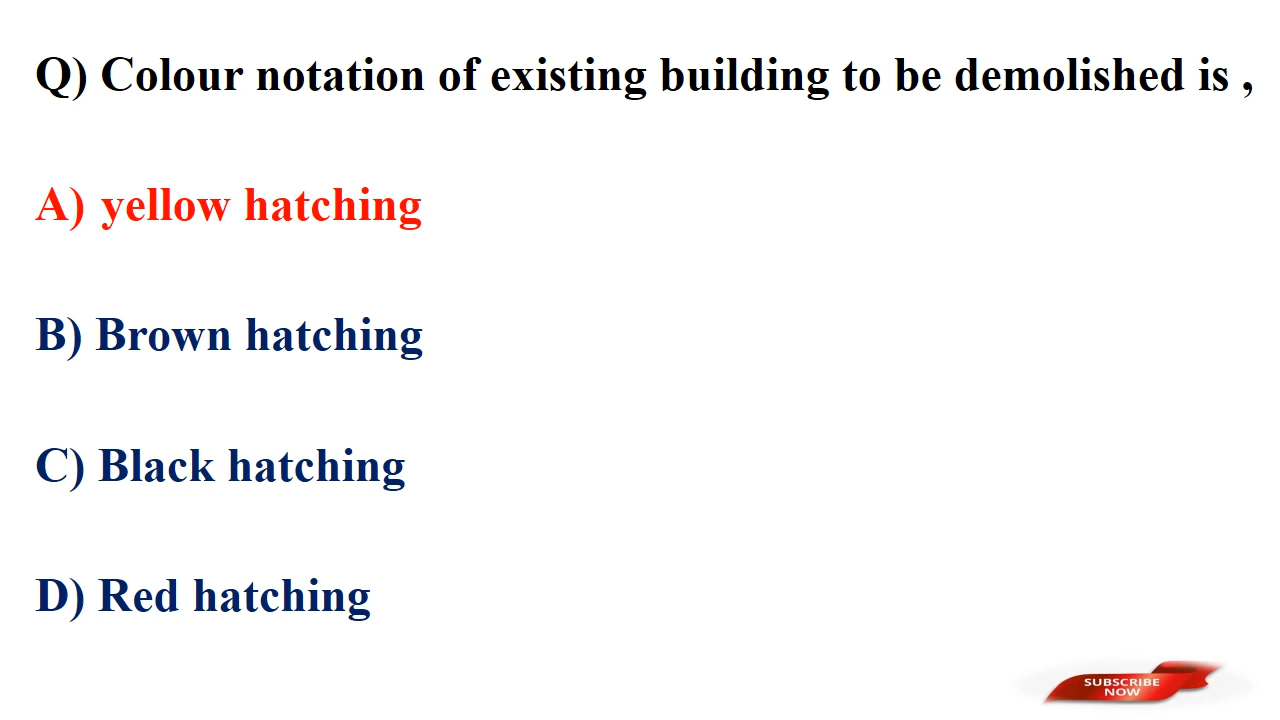 Q) Colour notation of existing building to be demolished is ,
A) yellow hatching
B) Brown hatching
C) Black hatching
D) Red hatching
SUBSCRIBE
NOW